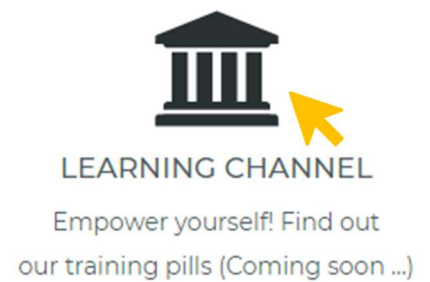 LEARNING CHANNEL
Empower yourself! Find out
our training pills (Coming soon ...)